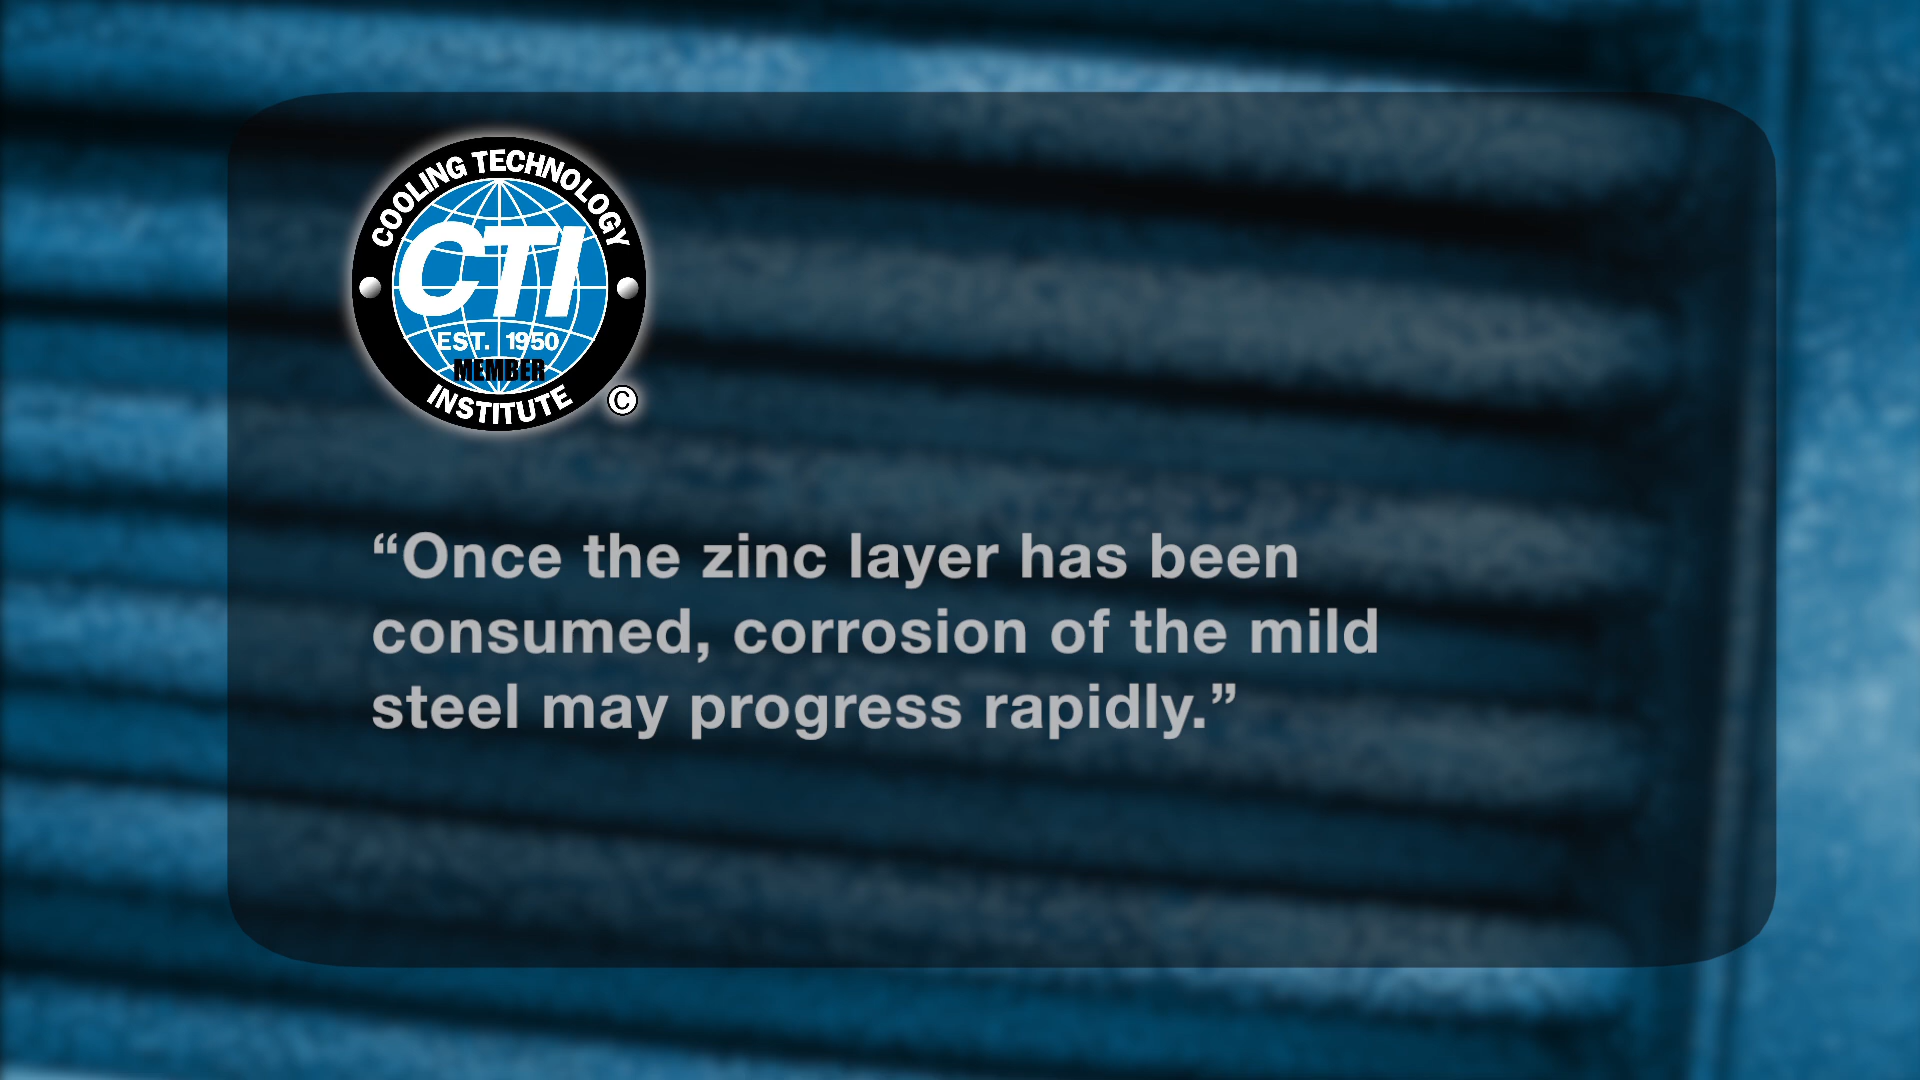 COOLING TECHNOLOGY
CTI
EST. 1950
MEMBER
INSTITUTE
©
“Once the zinc layer has been
consumed, corrosion of the mild
steel may progress rapidly.”